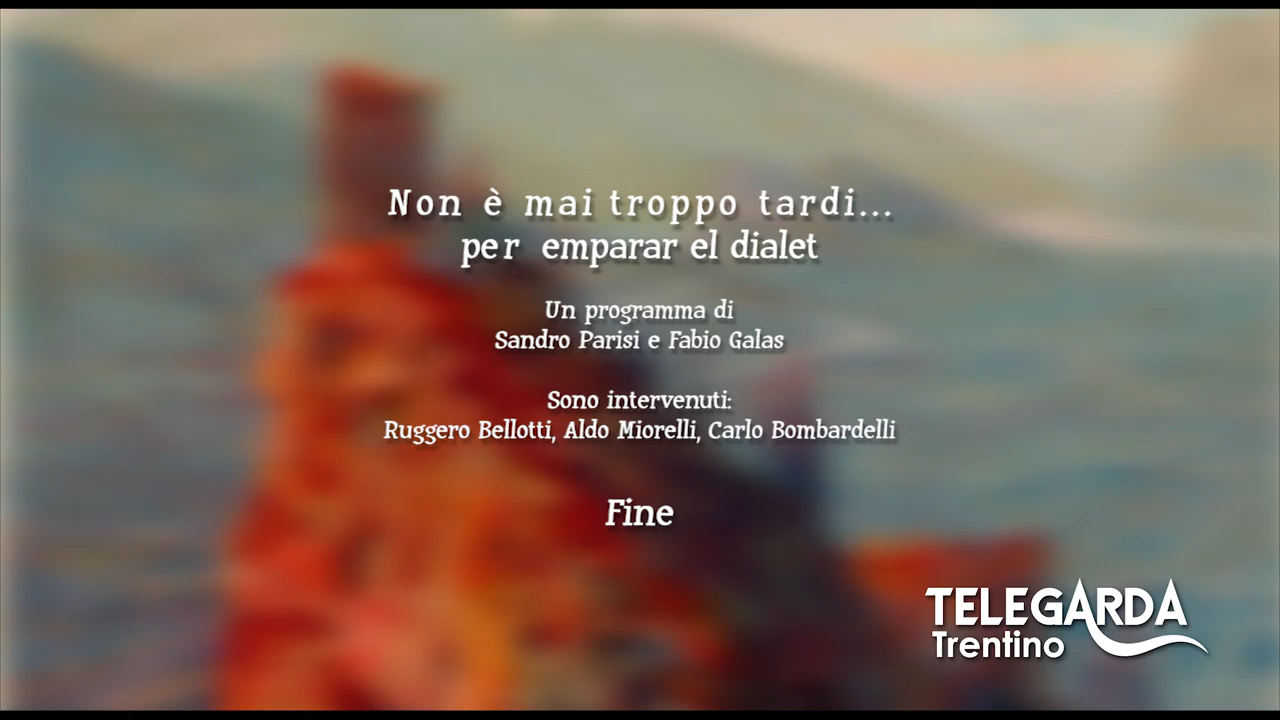 Non è mai troppo tardi...
per emparar el dialet
Un programma di
Sandro Parisi e Fabio Galas
Sono intervenuti:
Ruggero Bellotti, Aldo Miorelli, Carlo Bombardelli
Fine
TELEGARDA
Trentino